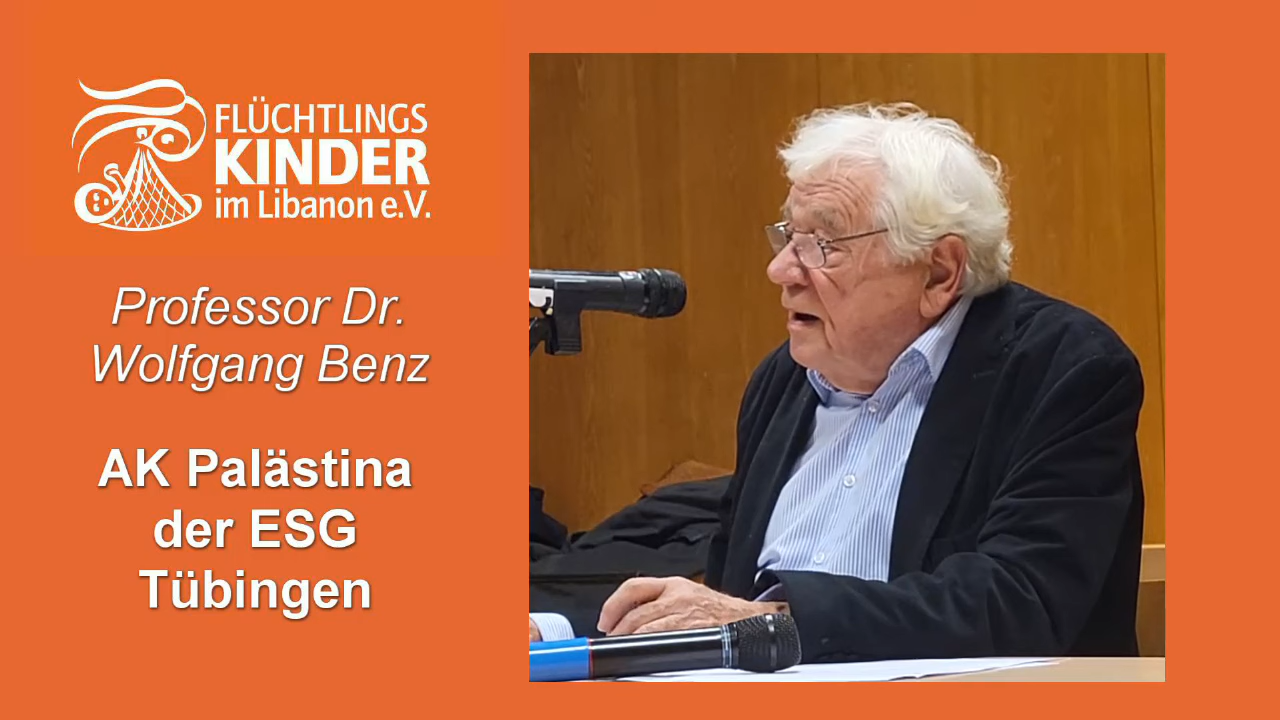 FLÜCHTLINGS
KINDER
im Libanon e.V.
Professor Dr.
Wolfgang Benz
AK Palästina
der ESG
Tübingen